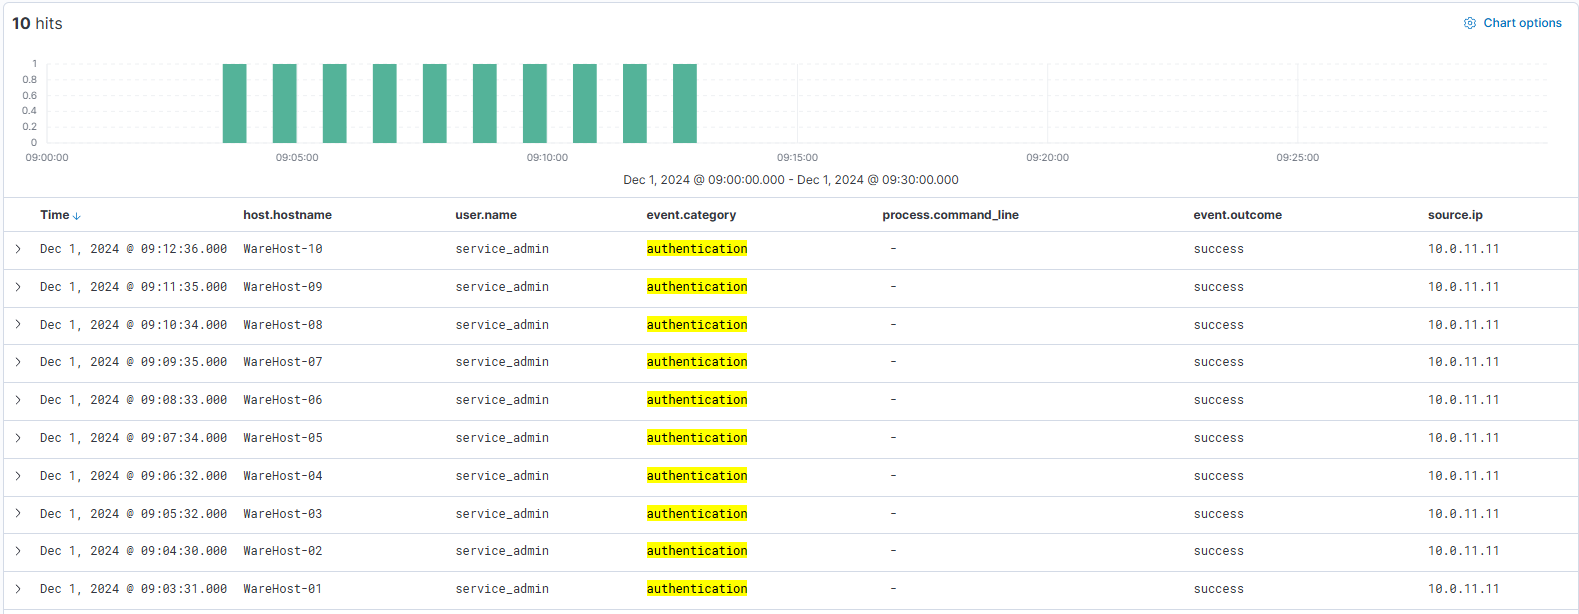 10 hits
Chart options
1
0.8
0.6
0.4
0.2
0
09:00:00 09:05:00 09:10:00 09:15:00 09:20:00 09:25:00
Dec 1, 2024 @ 09:00:00.000 - Dec 1, 2024 @ 09:30:00.000
Time host.hostname user.name event.category process.command_line event.outcome source.ip
Dec 1, 2024 @ 09:12:36.000 WareHost-10 service_admin authentication - success 10.0.11.11
Dec 1, 2024 @ 09:11:35.000 WareHost-09 service_admin authentication - success 10.0.11.11
Dec 1, 2024 @ 09:10:34.000 WareHost-08 service_admin authentication - success 10.0.11.11
Dec 1, 2024 @ 09:09:35.000 WareHost-07 service_admin authentication - success 10.0.11.11
Dec 1, 2024 @ 09:08:33.000 WareHost-06 service_admin authentication - success 10.0.11.11
Dec 1, 2024 @ 09:07:34.000 WareHost-05 service_admin authentication - success 10.0.11.11
Dec 1, 2024 @ 09:06:32.000 WareHost-04 service_admin authentication - success 10.0.11.11
Dec 1, 2024 @ 09:05:32.000 WareHost-03 service_admin authentication - success 10.0.11.11
Dec 1, 2024 @ 09:04:30.000 WareHost-02 service_admin authentication - success 10.0.11.11
Dec 1, 2024 @ 09:03:31.000 WareHost-01 service_admin authentication - success 10.0.11.11